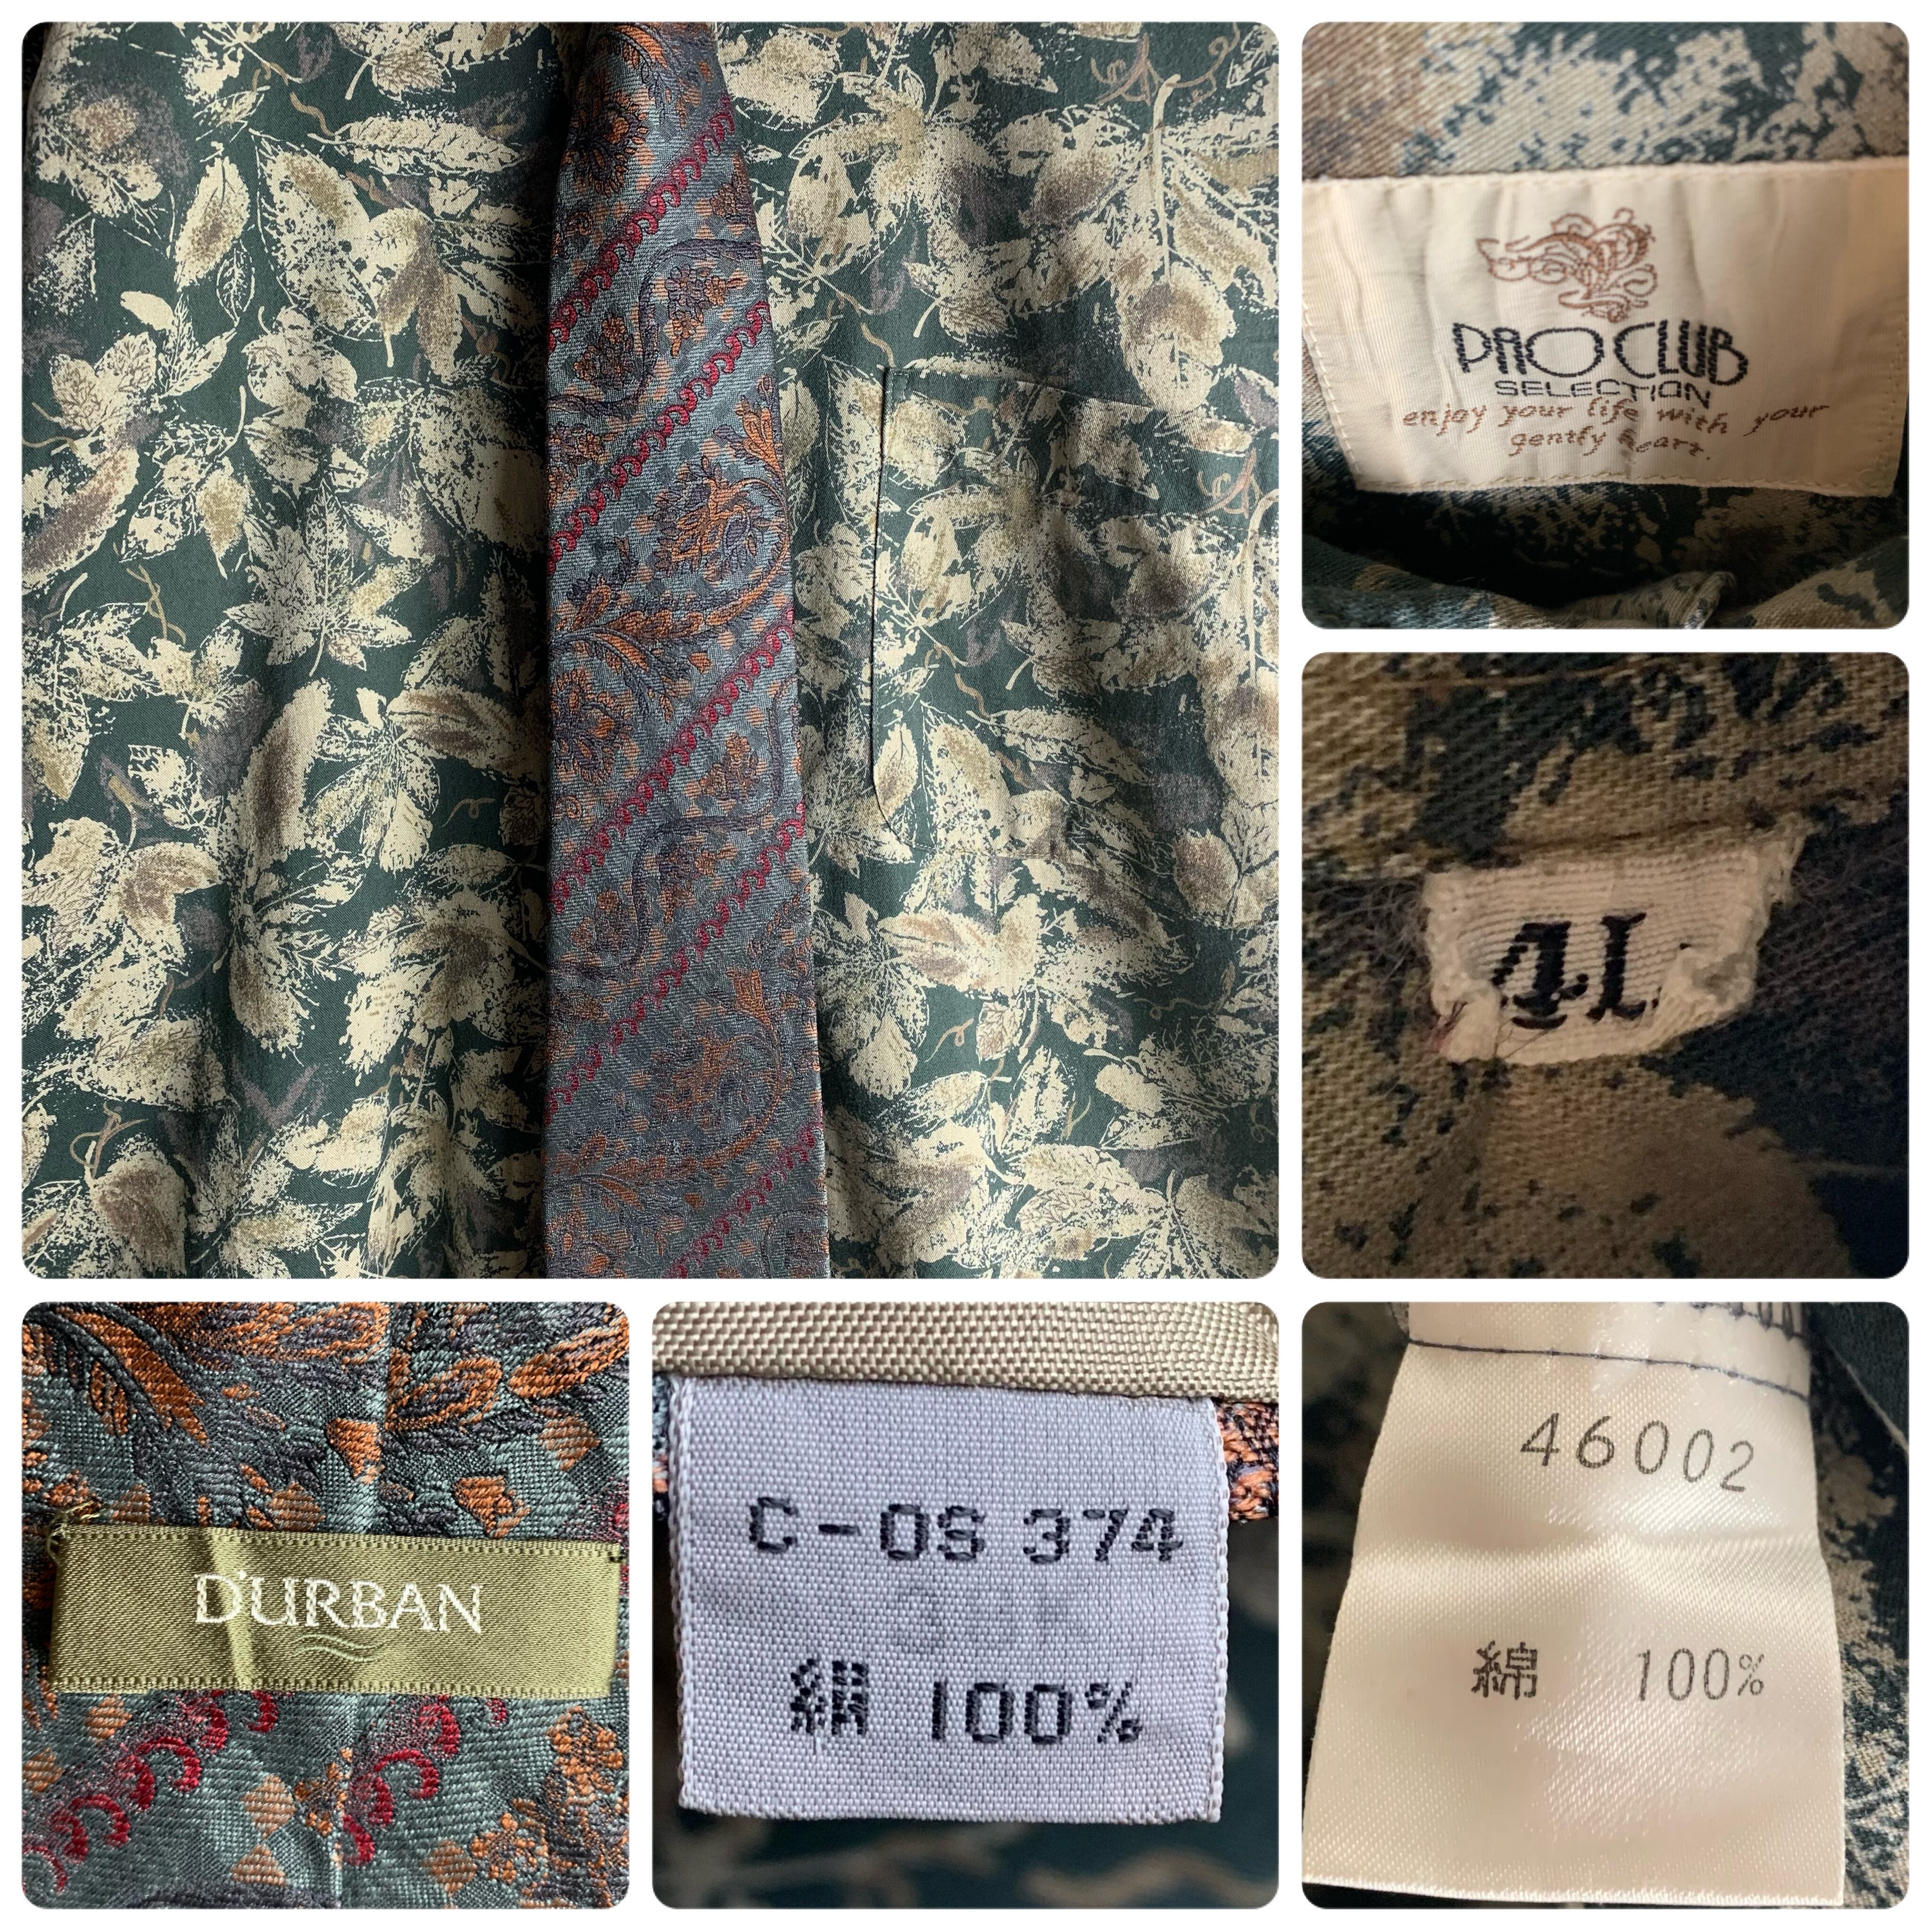 PROCLUB
SELECTION
enjoy your life with your
gently heart.
4L
D'URBAN
C-OS 374
絹 100%
46002
綿 100%